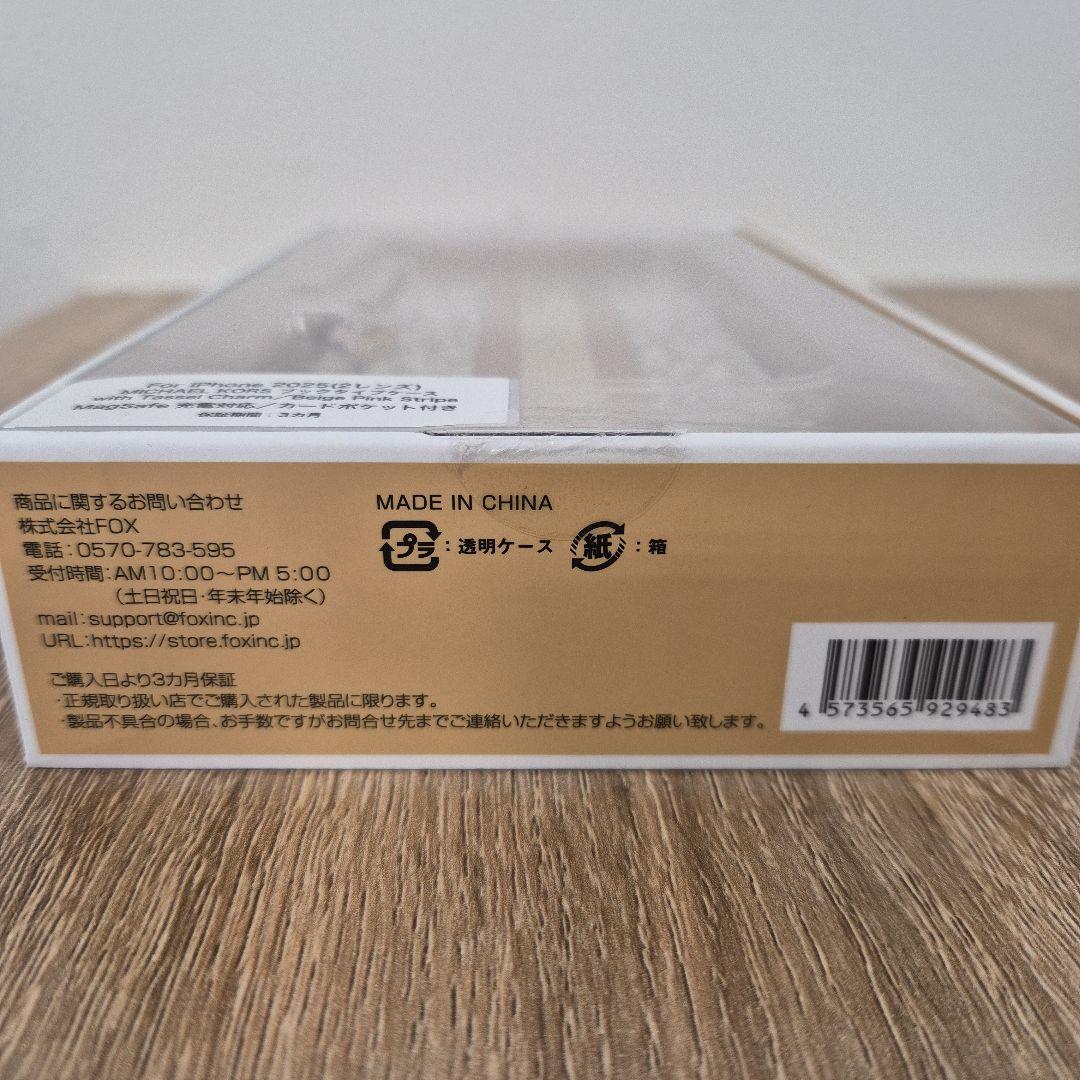 For iPhone 2025(2レンズ)
MICHAEL KORS ブックタイプケース
with Tassel Charm/Beige Pink Stripe
MagSafe 充電対応/カードポケット付き
保証期間:3カ月
商品に関するお問い合わせ
株式会社FOX
電話:0570-783-595
受付時間:AM10:00~PM 5:00
(土日祝日・年末年始除く)
mail:support@foxinc.jp
URL:https://store.foxinc.jp
ご購入日より3カ月保証
・正規取り扱い店でご購入された製品に限ります。
・製品不具合の場合、お手数ですがお問合せ先までご連絡いただきますようお願い致します。
MADE IN CHINA
プラ:透明ケース 紙:箱
4 573565 929483